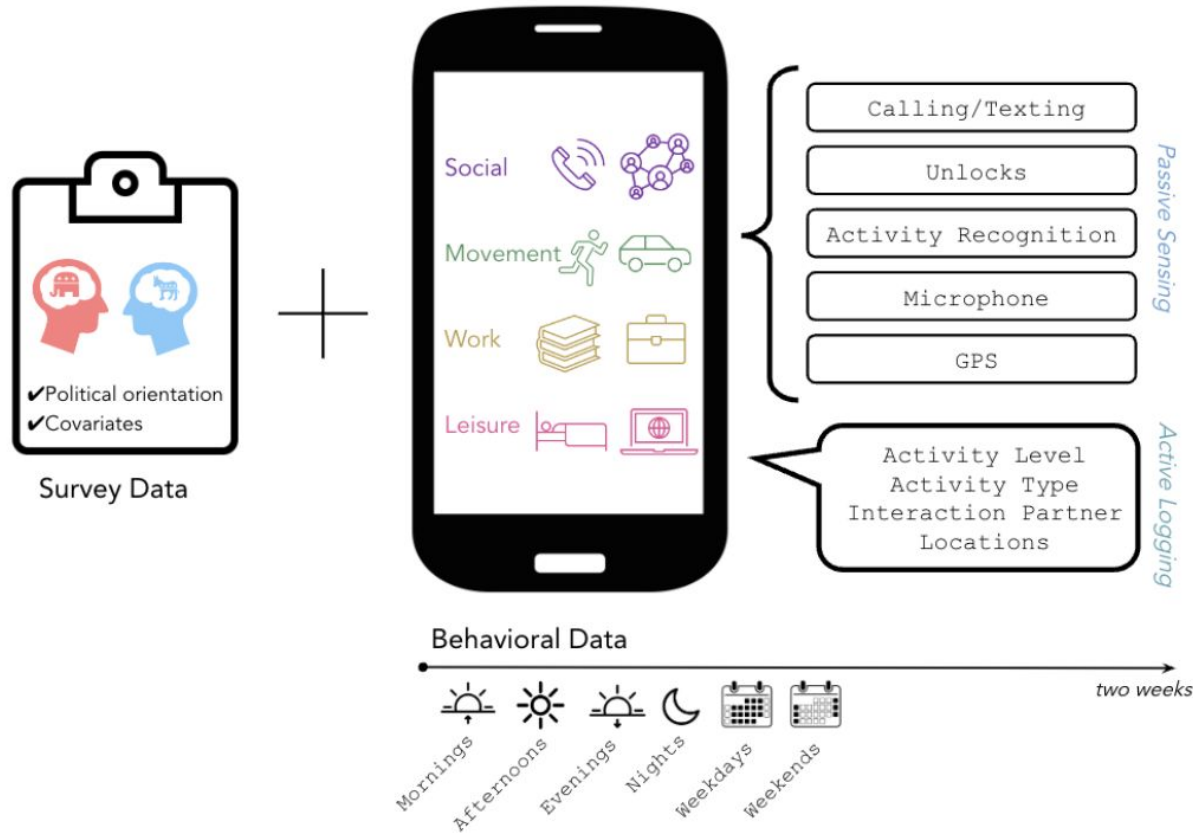 ✔Political orientation
✔Covariates
Survey Data
Social
Movement
Work
Leisure
Calling/Texting
Unlocks
Activity Recognition
Microphone
GPS
Passive Sensing
Activity Level
Activity Type
Interaction Partner
Locations
Active Logging
Behavioral Data
two weeks
Mornings
Afternoons
Evenings
Nights
Weekdays
Weekends